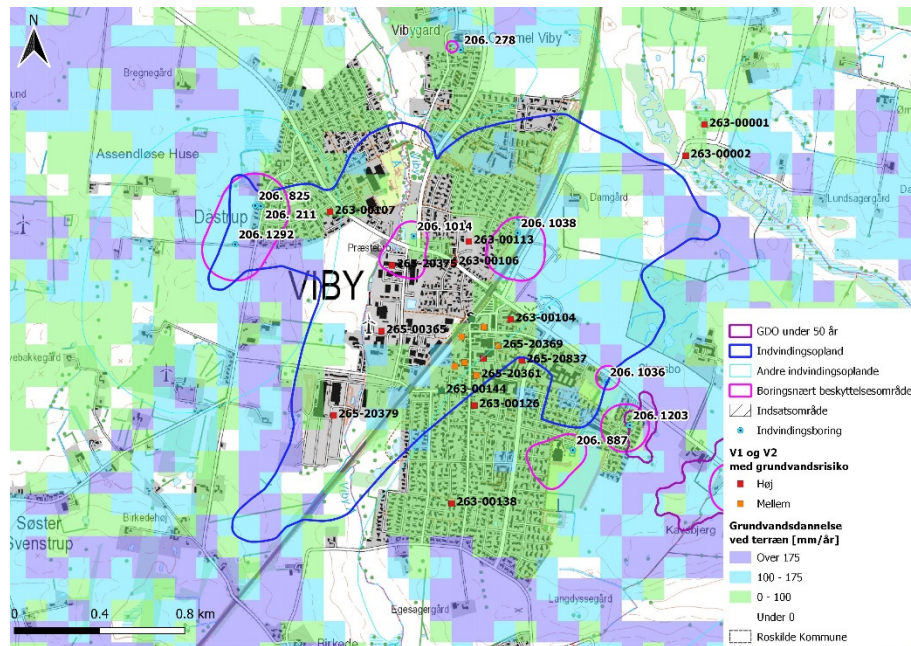 N
Vibygård
Gammel Viby
206. 278
Bregnegård
263-00001
Assendløse Huse
263-00002
Damgård
Lundsagergård
206. 825
Dåstrup
206. 211
263-00107
206. 1014
206. 1038
206. 1292
263-00113
Præstebro
265-20375
263-00106
VIBY
265-00365
263-00104
265-20369
265-20837
265-20361
206. 1036
263-00144
265-20379
263-00126
206. 1203
206. 887
263-00138
Søster
Svenstrup
Birkedehøj
Kavsbjerg
Langdyssegård
Egesagergård
Birkede
0 0.4 0.8 km
GDO under 50 år
Indvindingsopland
Andre indvindingsoplande
Boringsnært beskyttelsesområde
Indsatsområde
Indvindingsboring
V1 og V2
med grundvandsrisiko
Høj
Mellem
Grundvandsdannelse
ved terræn [mm/år]
Over 175
100 - 175
0 - 100
Under 0
Roskilde Kommune